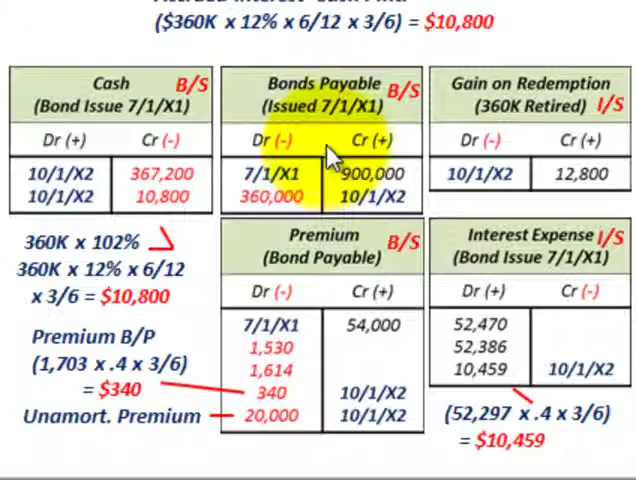 ($360K x 12% x 6/12 x 3/6) = $10,800
Cash B/S
(Bond Issue 7/1/X1)
Dr (+) Cr (-)
10/1/X2 367,200
10/1/X2 10,800
Bonds Payable B/S
(Issued 7/1/X1)
Dr (-) Cr (+)
7/1/X1 900,000
360,000 10/1/X2
Gain on Redemption
(360K Retired) I/S
Dr (-) Cr (+)
10/1/X2 12,800
360K x 102%
360K x 12% x 6/12
x 3/6 = $10,800
Premium B/P
(1,703 x .4 x 3/6)
= $340
Unamort. Premium
Premium B/S
(Bond Payable)
Dr (-) Cr (+)
7/1/X1 54,000
1,530
1,614
340 10/1/X2
20,000 10/1/X2
Interest Expense I/S
(Bond Issue 7/1/X1)
Dr (+) Cr (-)
52,470
52,386
10,459 10/1/X2
(52,297 x .4 x 3/6)
= $10,459